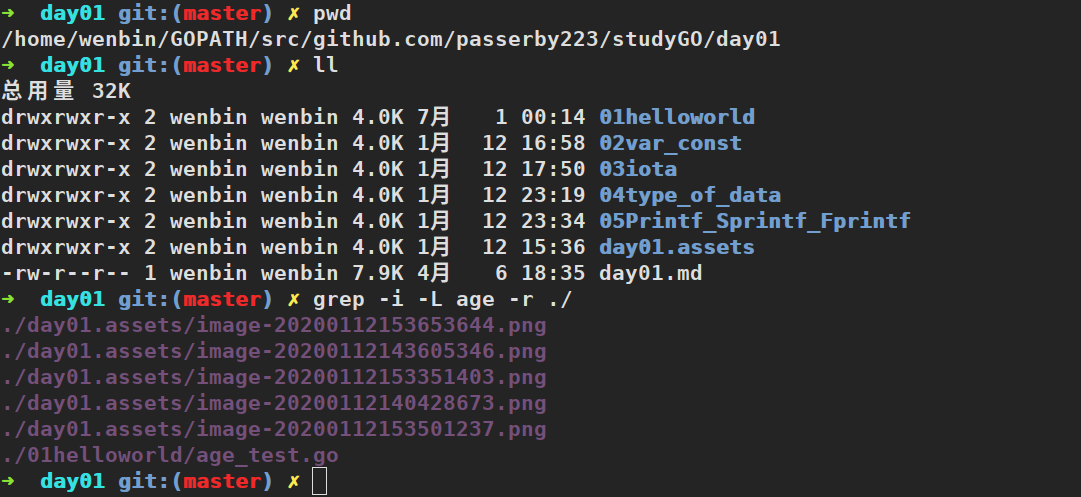 ➜  day01 git:(master) ✗ pwd
/home/wenbin/GOPATH/src/github.com/passerby223/studyGO/day01
➜  day01 git:(master) ✗ ll
总用量 32K
drwxrwxr-x 2 wenbin wenbin 4.0K 7月   1 00:14 01helloworld
drwxrwxr-x 2 wenbin wenbin 4.0K 1月  12 16:58 02var_const
drwxrwxr-x 2 wenbin wenbin 4.0K 1月  12 17:50 03iota
drwxrwxr-x 2 wenbin wenbin 4.0K 1月  12 23:19 04type_of_data
drwxrwxr-x 2 wenbin wenbin 4.0K 1月  12 23:34 05Printf_Sprintf_Fprintf
drwxrwxr-x 2 wenbin wenbin 4.0K 1月  12 15:36 day01.assets
-rw-r--r-- 1 wenbin wenbin 7.9K 4月   6 18:35 day01.md
➜  day01 git:(master) ✗ grep -i -L age -r ./
./day01.assets/image-20200112153653644.png
./day01.assets/image-20200112143605346.png
./day01.assets/image-20200112153351403.png
./day01.assets/image-20200112140428673.png
./day01.assets/image-20200112153501237.png
./01helloworld/age_test.go
➜  day01 git:(master) ✗